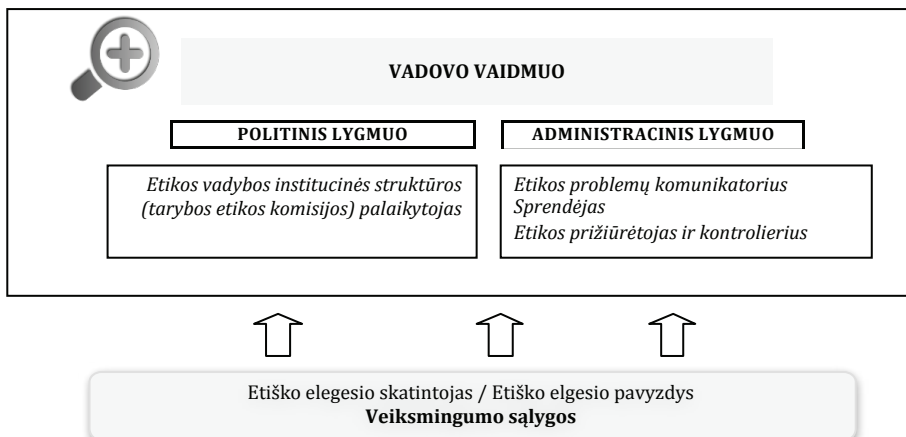 VADOVO VAIDMUO
POLITINIS LYGMUO
ADMINISTRACINIS LYGMUO
Etikos vadybos institucinės struktūros
(tarybos etikos komisijos) palaikytojas
Etikos problemų komunikatorius
Sprendėjas
Etikos prižiūrėtojas ir kontrolierius
Etiško elegesio skatintojas / Etiško elgesio pavyzdys
Veiksmingumo sąlygos